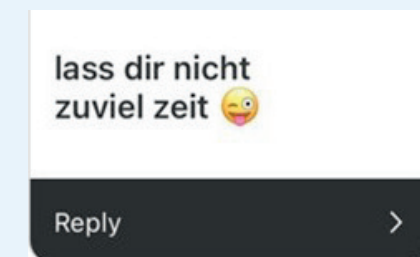 lass dir nicht
zuviel zeit 😜
Reply